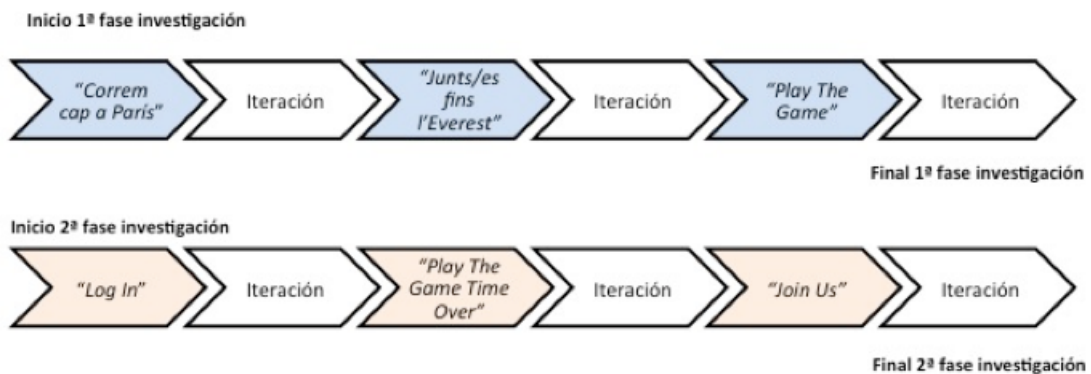 Inicio 1ª fase investigación
“Correm
cap a París”
Iteración
“Junts/es
fins
l’Everest”
Iteración
“Play The
Game”
Iteración
Final 1ª fase investigación
Inicio 2ª fase investigación
“Log In”
Iteración
“Play The
Game Time
Over”
Iteración
“Join Us”
Iteración
Final 2ª fase investigación